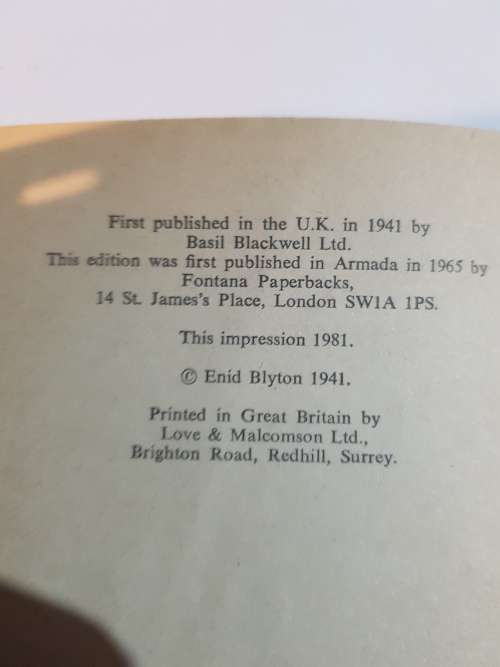 First published in the U.K. in 1941 by
Basil Blackwell Ltd.
This edition was first published in Armada in 1965 by
Fontana Paperbacks,
14 St. James's Place, London SW1A 1PS.
This impression 1981.
© Enid Blyton 1941.
Printed in Great Britain by
Love & Malcomson Ltd.,
Brighton Road, Redhill, Surrey.